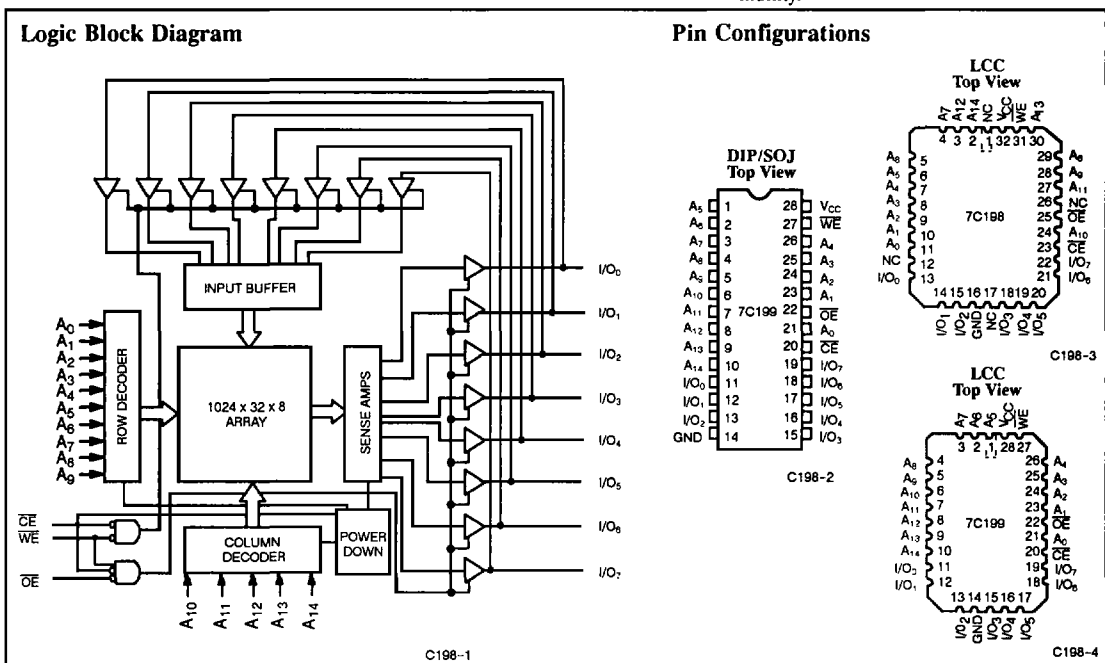 Logic Block Diagram
INPUT BUFFER
A0
A1
A2
A3
A4
A5
A6
A7
A8
A9
ROW DECODER
1024 x 32 x 8
ARRAY
SENSE AMPS
I/O0
I/O1
I/O2
I/O3
I/O4
I/O5
I/O6
I/O7
CE
WE
OE
COLUMN
DECODER
POWER
DOWN
A10
A11
A12
A13
A14
C198-1
Pin Configurations
DIP/SOJ
Top View
A5 1 28 VCC
A6 2 27 WE
A7 3 26 A4
A8 4 25 A3
A9 5 24 A2
A10 6 23 A1
A11 7 7C199 22 OE
A12 8 21 A0
A13 9 20 CE
A14 10 19 I/O7
I/O0 11 18 I/O6
I/O1 12 17 I/O5
I/O2 13 16 I/O4
GND 14 15 I/O3
C198-2
LCC
Top View
A7 A12 A14 NC VCC WE A13
4 3 2 1 32 31 30
5 29
A5 6 28 A9
A4 7 27 A11
A3 8 26 NC
A2 9 7C198 25 OE
A1 10 24 A10
A0 11 23 CE
NC 12 22 I/O7
I/O0 13 21 I/O6
14 15 16 17 18 19 20
I/O1 I/O2 GND NC I/O3 I/O4 I/O5
C198-3
LCC
Top View
A7 A6 A5 VCC WE
3 2 1 28 27
A8 4 26 A4
A9 5 25 A3
A10 6 24 A2
A11 7 23 A1
A12 8 7C199 22 OE
A13 9 21 A0
A14 10 20 CE
11 19 I/O7
I/O1 12 18 I/O6
13 14 15 16 17
I/O2 GND I/O3 I/O4 I/O5
C198-4